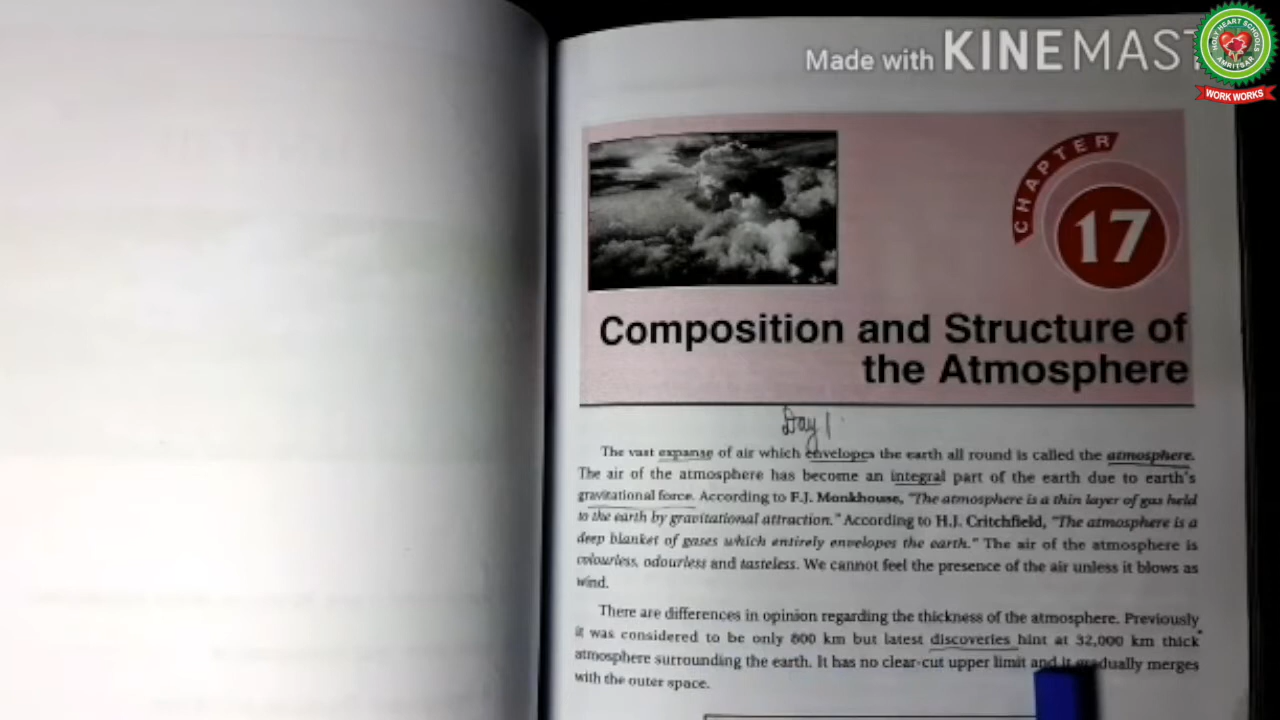 Made with KINEMAST
HOLY HEART SCHOOLS
AMRITSAR
WORK WORKS
CHAPTER
17
Composition and Structure of
the Atmosphere
Day 1
The vast expanse of air which envelopes the earth all round is called the atmosphere.
The air of the atmosphere has become an integral part of the earth due to earth's
gravitational force. According to F.J. Monkhouse, "The atmosphere is a thin layer of gas held
to the earth by gravitational attraction." According to H.J. Critchfield, "The atmosphere is a
deep blanket of gases which entirely envelopes the earth." The air of the atmosphere is
colourless, odourless and tasteless. We cannot feel the presence of the air unless it blows as
wind.
There are differences in opinion regarding the thickness of the atmosphere. Previously
it was considered to be only 800 km but latest discoveries hint at 32,000 km thick
atmosphere surrounding the earth. It has no clear-cut upper limit and it gradually merges
with the outer space.